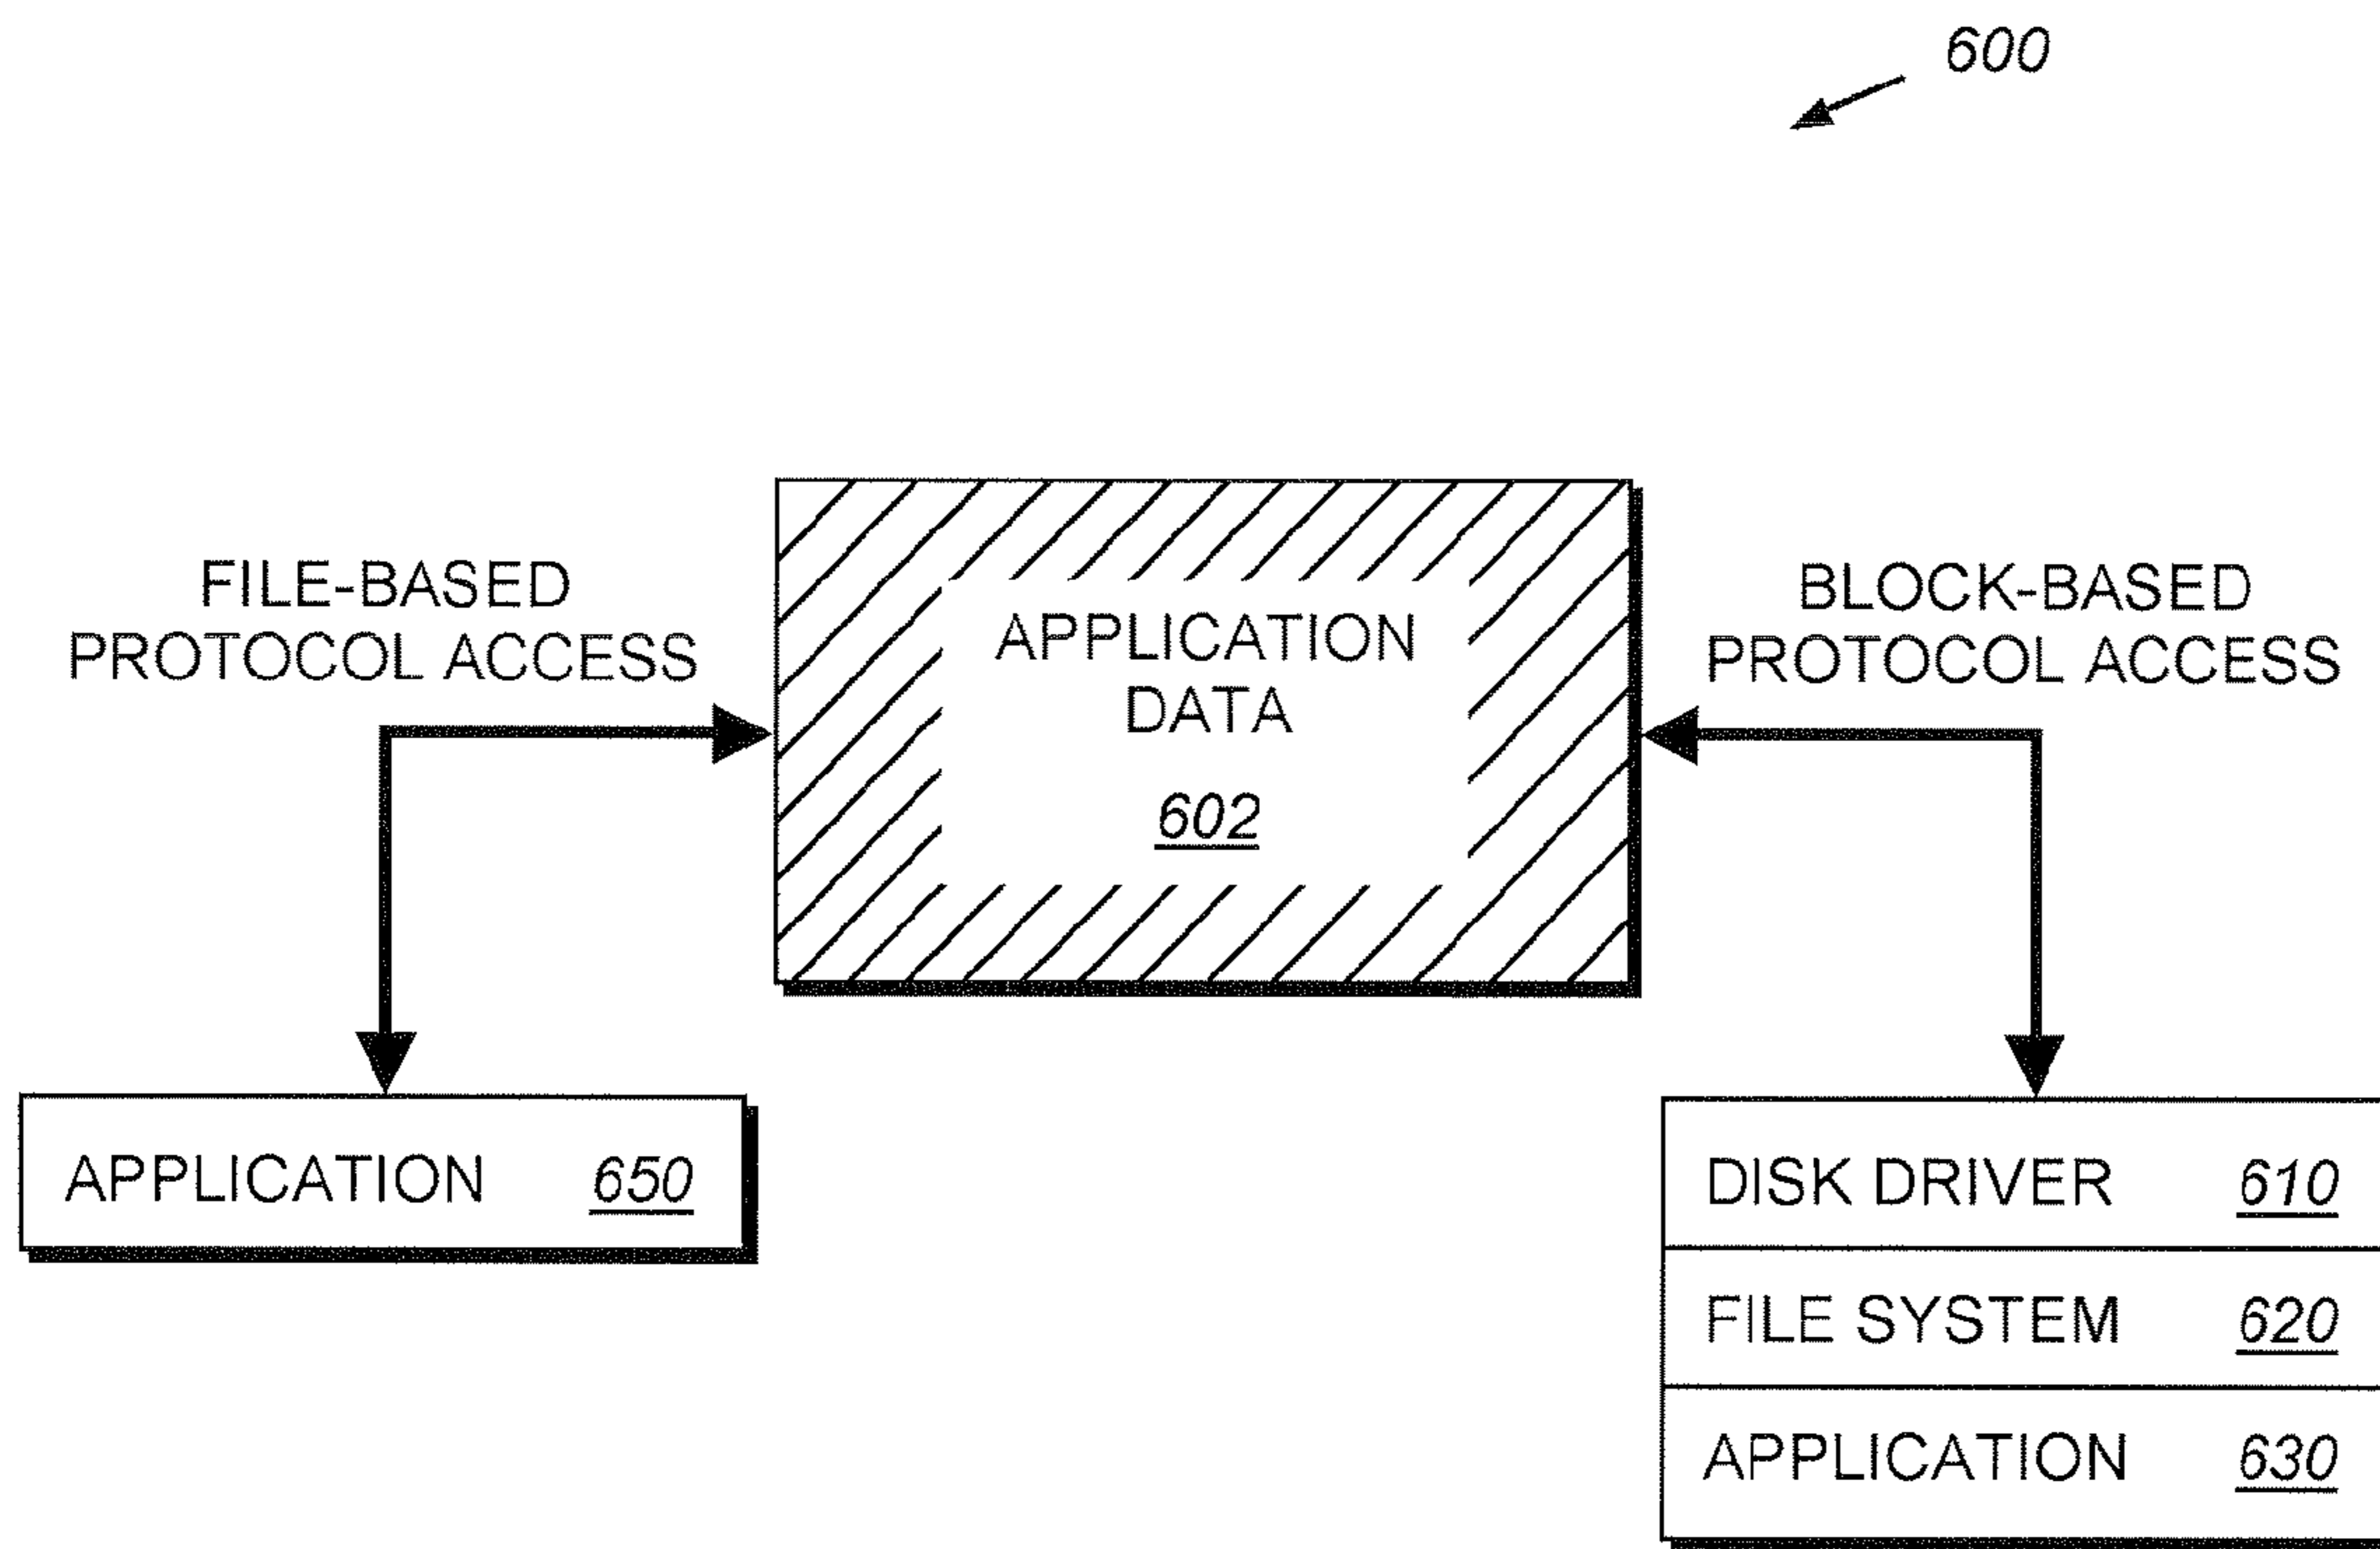 600
FILE-BASED
PROTOCOL ACCESS
APPLICATION
DATA
602
BLOCK-BASED
PROTOCOL ACCESS
APPLICATION 650
DISK DRIVER 610
FILE SYSTEM 620
APPLICATION 630